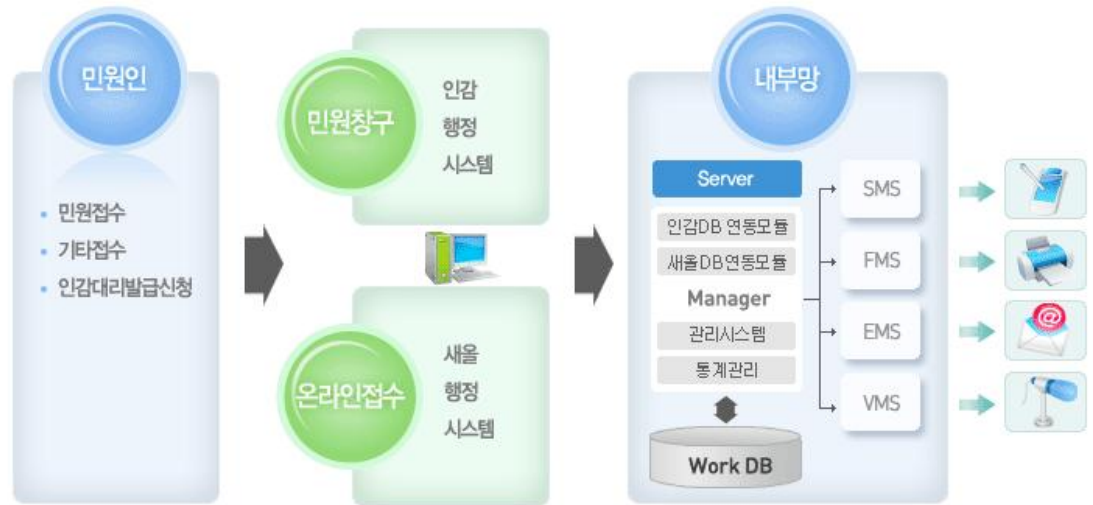 민원인
민원접수
기타접수
인감대리발급신청
민원창구
인감
행정
시스템
온라인접수
새올
행정
시스템
내부망
Server
인감DB 연동모듈
새올DB연동모듈
Manager
관리시스템
통계관리
Work DB
SMS
FMS
EMS
VMS
@